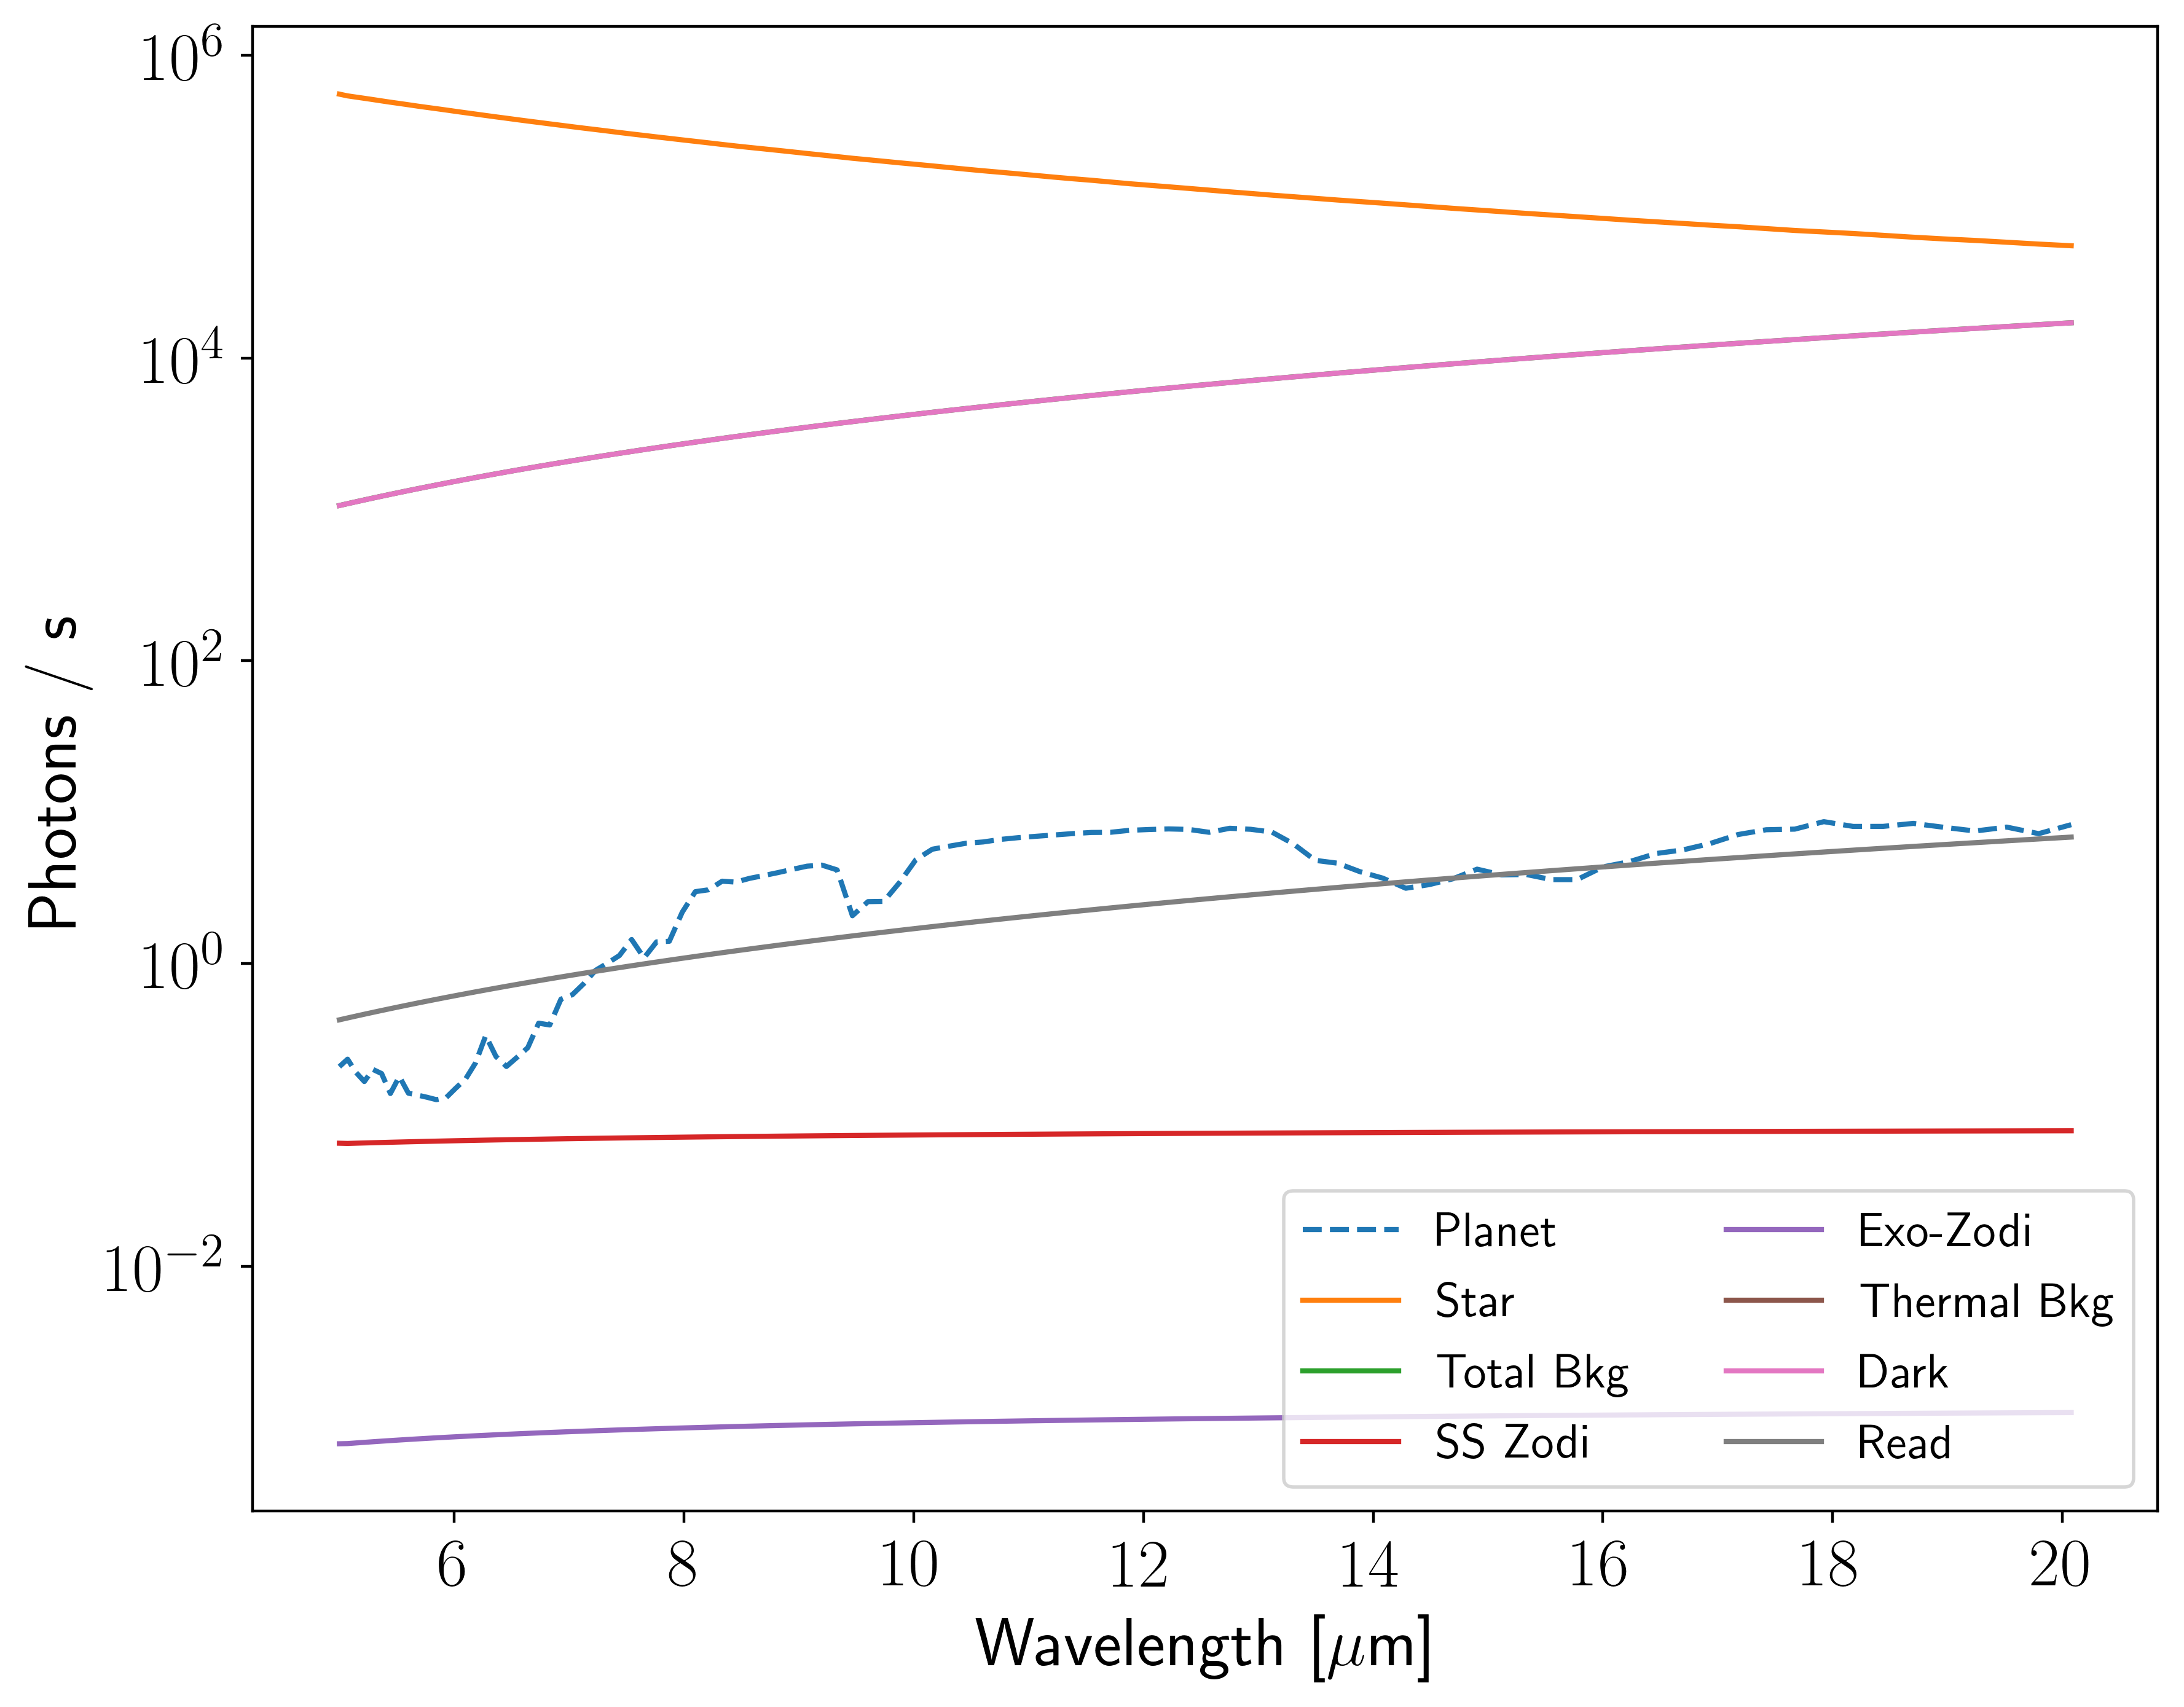 10^6
10^4
10^2
10^0
10^−2
Photons / s
6 8 10 12 14 16 18 20
Wavelength [μm]
Planet
Star
Total Bkg
SS Zodi
Exo-Zodi
Thermal Bkg
Dark
Read